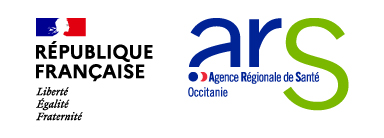 RÉPUBLIQUE
FRANÇAISE
Liberté
Égalité
Fraternité
ars
Agence Régionale de Santé
Occitanie